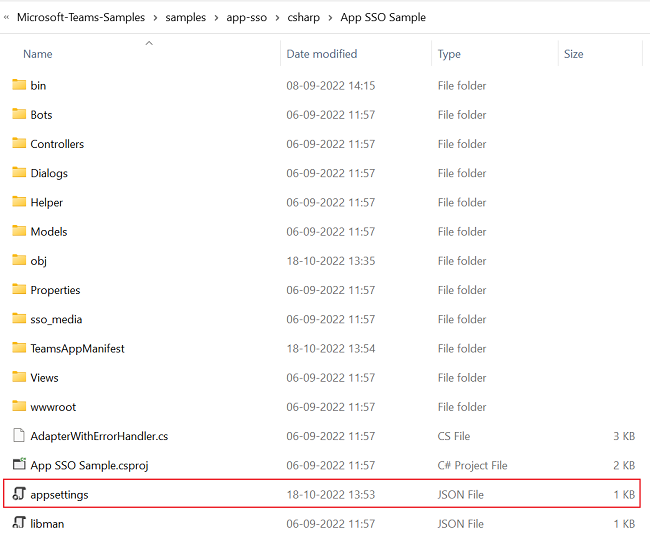 « Microsoft-Teams-Samples > samples > app-sso > csharp > App SSO Sample
Name Date modified Type Size
bin 08-09-2022 14:15 File folder
Bots 06-09-2022 11:57 File folder
Controllers 06-09-2022 11:57 File folder
Dialogs 06-09-2022 11:57 File folder
Helper 06-09-2022 11:57 File folder
Models 06-09-2022 11:57 File folder
obj 18-10-2022 13:35 File folder
Properties 06-09-2022 11:57 File folder
sso_media 06-09-2022 11:57 File folder
TeamsAppManifest 18-10-2022 13:54 File folder
Views 06-09-2022 11:57 File folder
wwwroot 06-09-2022 11:57 File folder
AdapterWithErrorHandler.cs 06-09-2022 11:57 CS File 3 KB
App SSO Sample.csproj 06-09-2022 11:57 C# Project File 2 KB
appsettings 18-10-2022 13:53 JSON File 1 KB
libman 06-09-2022 11:57 JSON File 1 KB